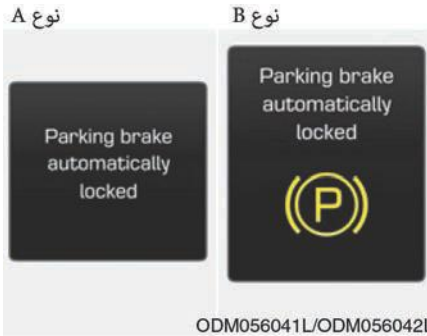 نوع A
نوع B
Parking brake
automatically
locked
Parking brake
automatically
locked
P
ODM056041L/ODM056042L